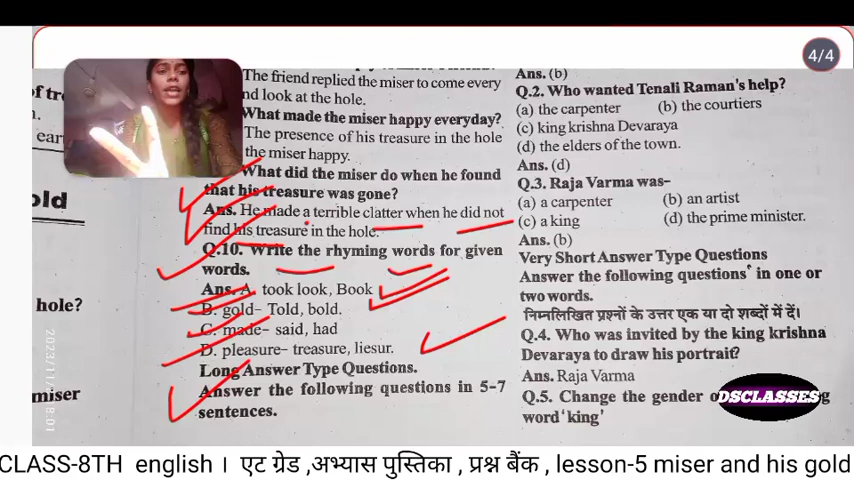 4/4
of
ear
old
hole?
miser
2023/11/
The friend replied the miser to come every
nd look at the hole.
What made the miser happy everyday?
The presence of his treasure in the hole
the miser happy.
What did the miser do when he found
that his treasure was gone?
Ans. He made a terrible clatter when he did not
find his treasure in the hole.
Q.10. Write the rhyming words for given
words.
Ans. A. took look, Book
B. gold– Told, bold.
C. made– said, had
D. pleasure– treasure, liesur.
Long Answer Type Questions.
Answer the following questions in 5-7
sentences.
Ans. (b)
Q.2. Who wanted Tenali Raman's help?
(a) the carpenter (b) the courtiers
(c) king krishna Devaraya
(d) the elders of the town.
Ans. (d)
Q.3. Raja Varma was–
(a) a carpenter (b) an artist
(c) a king (d) the prime minister.
Ans. (b)
Very Short Answer Type Questions
Answer the following questions in one or
two words.
निम्नलिखित प्रश्नों के उत्तर एक या दो शब्दों में दें।
Q.4. Who was invited by the king krishna
Devaraya to draw his portrait?
Ans. Raja Varma
Q.5. Change the gender
word 'king'
DSCLASSES
CLASS-8TH english । एट ग्रेड ,अभ्यास पुस्तिका , प्रश्न बैंक , lesson-5 miser and his gold